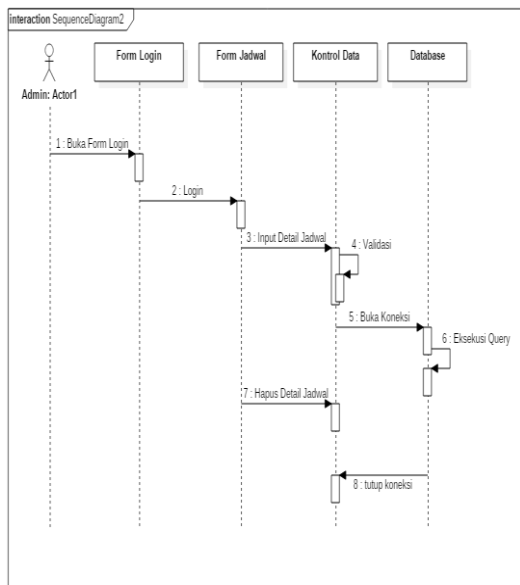 interaction SequenceDiagram2
Form Login
Form Jadwal
Kontrol Data
Database
Admin: Actor1
1 : Buka Form Login
2 : Login
3 : Input Detail Jadwal
4 : Validasi
5 : Buka Koneksi
6 : Eksekusi Query
7 : Hapus Detail Jadwal
8 : tutup koneksi